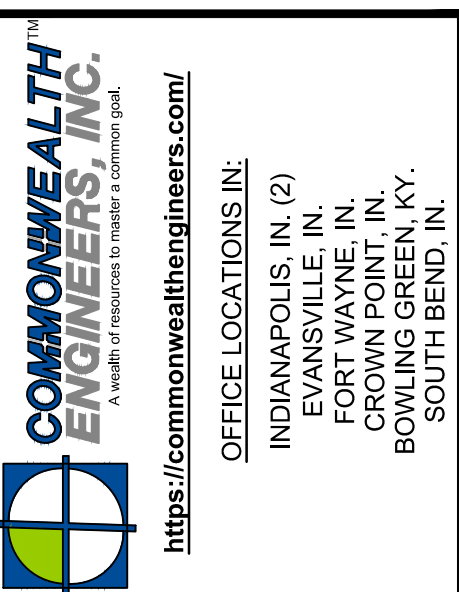 COMMONWEALTH™
ENGINEERS, INC.
A wealth of resources to master a common goal.
https://commonwealthengineers.com/
OFFICE LOCATIONS IN:
INDIANAPOLIS, IN. (2)
EVANSVILLE, IN.
FORT WAYNE, IN.
CROWN POINT, IN.
BOWLING GREEN, KY.
SOUTH BEND, IN.